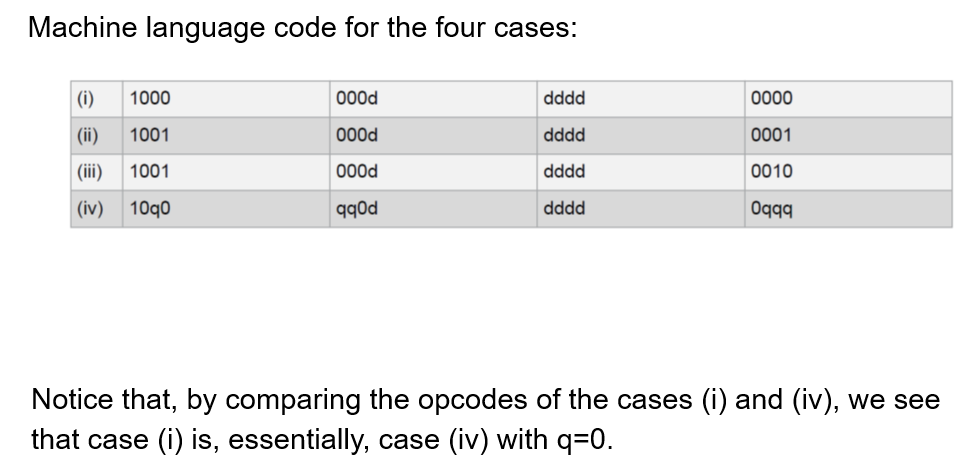 Machine language code for the four cases:
(i) 1000 000d dddd 0000
(ii) 1001 000d dddd 0001
(iii) 1001 000d dddd 0010
(iv) 10q0 qq0d dddd 0qqq
Notice that, by comparing the opcodes of the cases (i) and (iv), we see
that case (i) is, essentially, case (iv) with q=0.